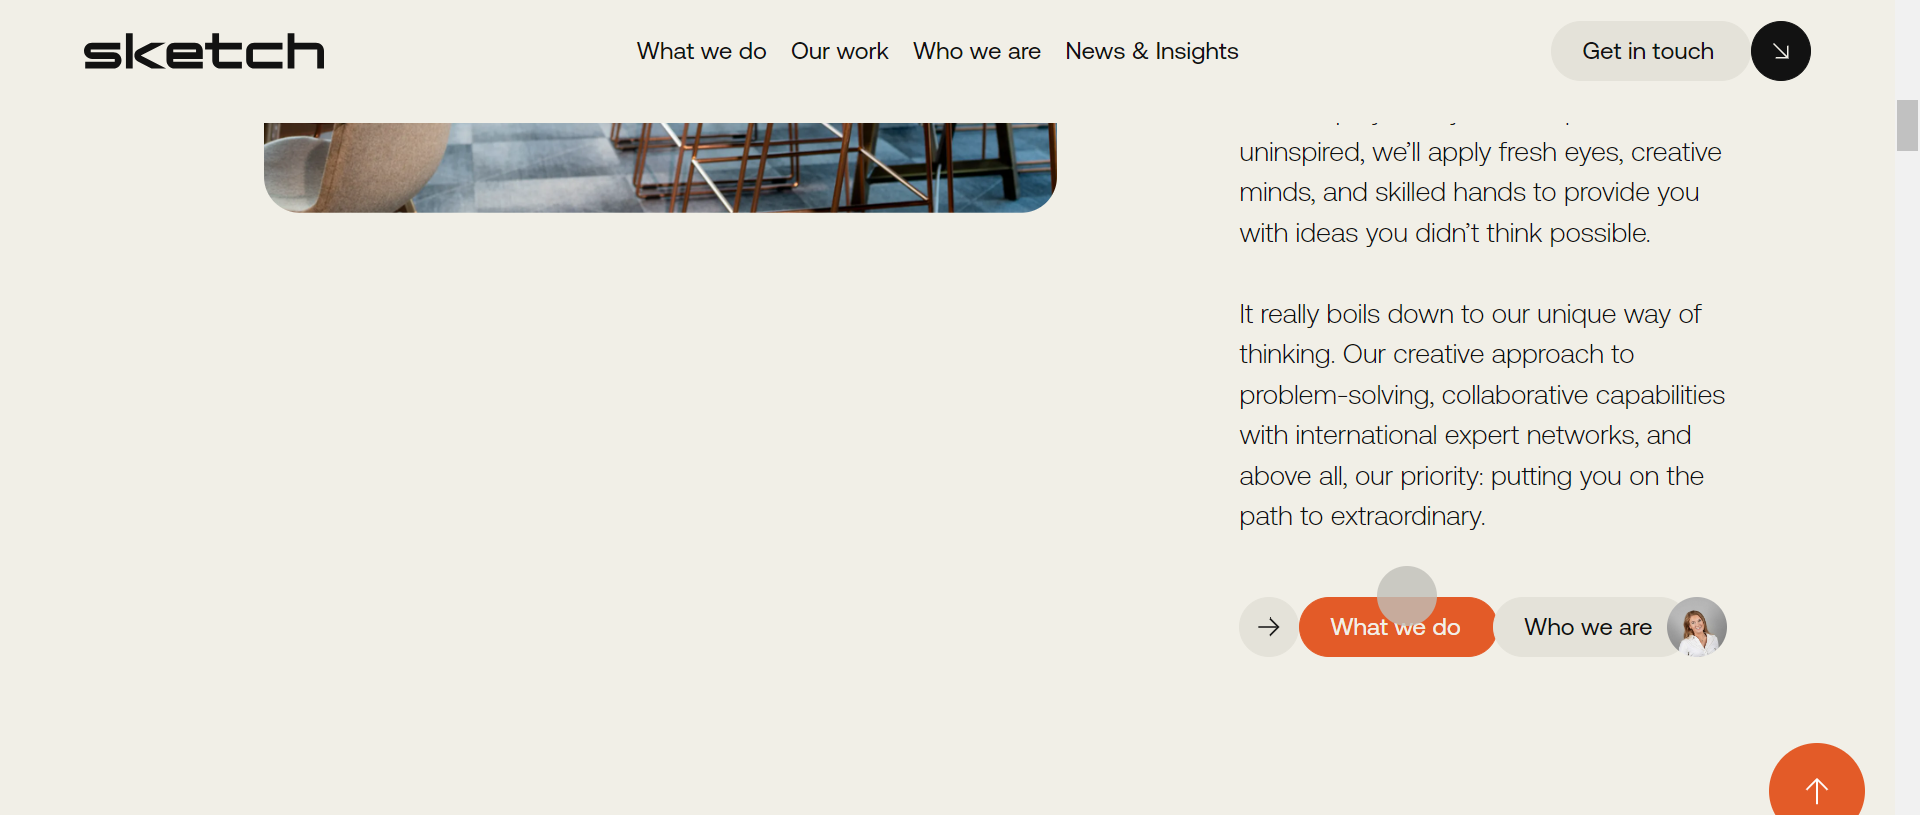 sketch
What we do
Our work
Who we are
News & Insights
Get in touch
uninspired, we’ll apply fresh eyes, creative
minds, and skilled hands to provide you
with ideas you didn’t think possible.
It really boils down to our unique way of
thinking. Our creative approach to
problem-solving, collaborative capabilities
with international expert networks, and
above all, our priority: putting you on the
path to extraordinary.
What we do
Who we are